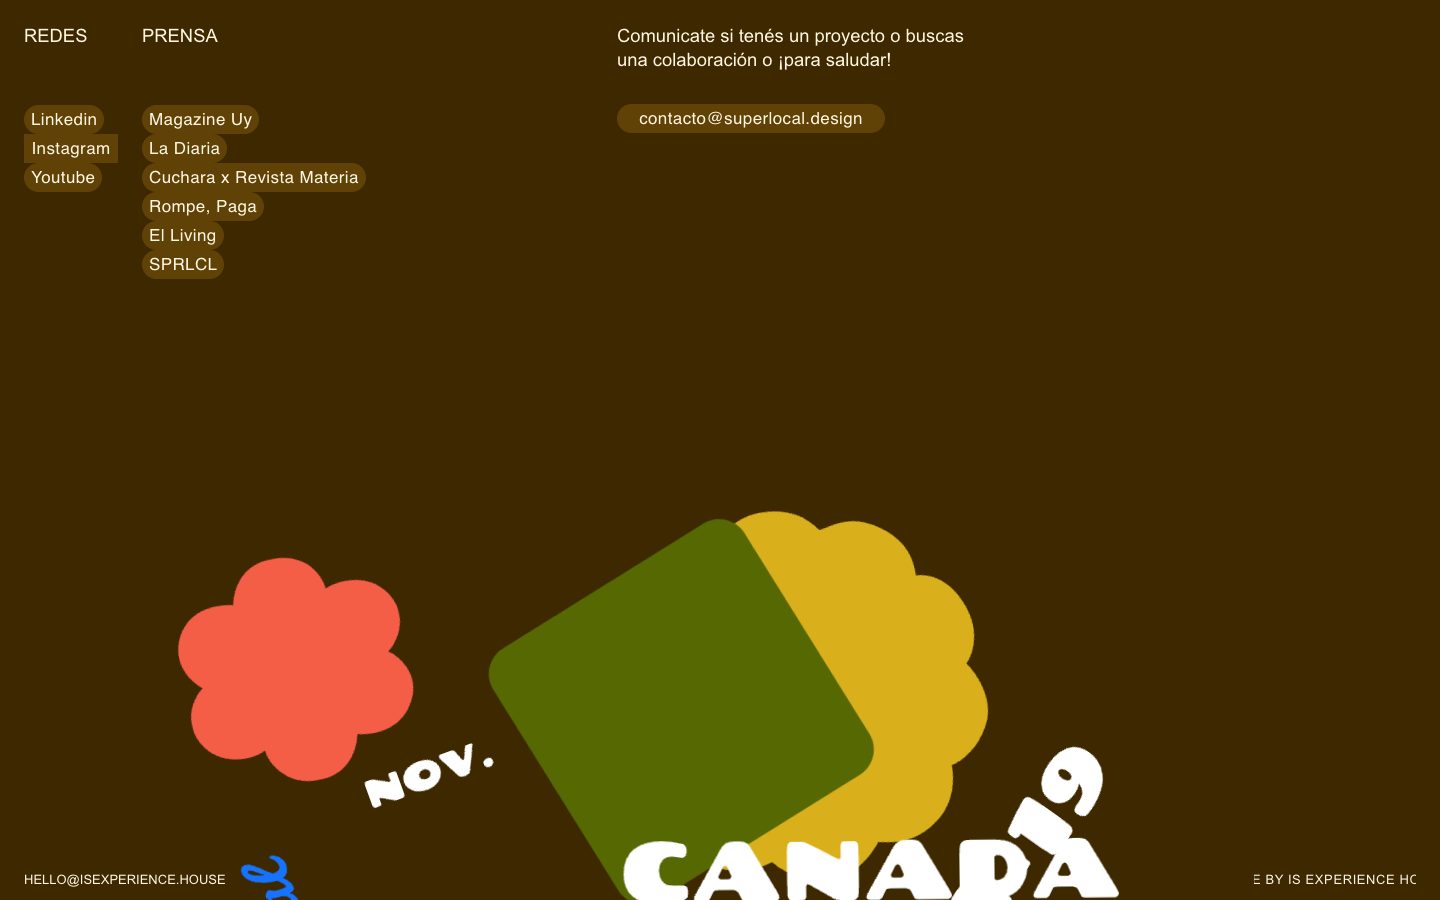 REDES
PRENSA
Comunicate si tenés un proyecto o buscas
una colaboración o ¡para saludar!
Linkedin
Instagram
Youtube
Magazine Uy
La Diaria
Cuchara x Revista Materia
Rompe, Paga
El Living
SPRLCL
contacto@superlocal.design
NOV.
19
CANADA
HELLO@ISEXPERIENCE.HOUSE
E BY IS EXPERIENCE HO